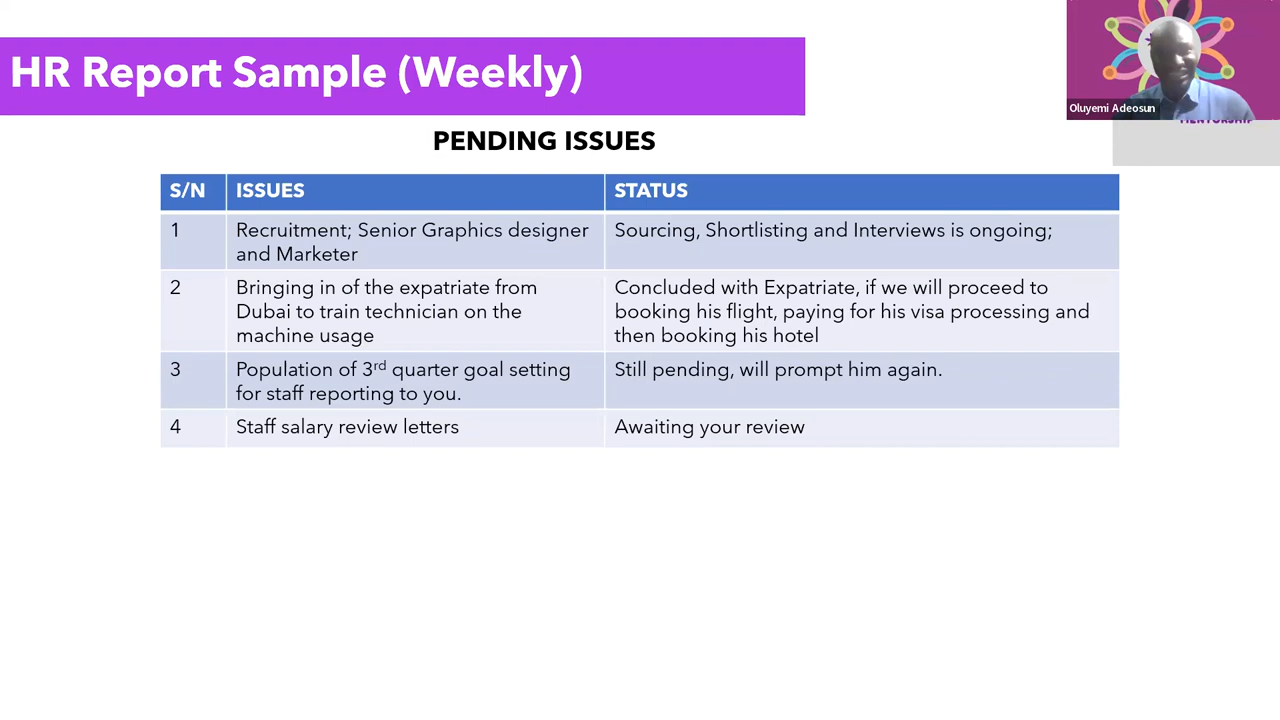 HR Report Sample (Weekly)
Oluyemi Adeosun
MENTORSHIP
PENDING ISSUES
S/N ISSUES STATUS
1 Recruitment; Senior Graphics designer Sourcing, Shortlisting and Interviews is ongoing;
and Marketer
2 Bringing in of the expatriate from Concluded with Expatriate, if we will proceed to
Dubai to train technician on the booking his flight, paying for his visa processing and
machine usage then booking his hotel
3 Population of 3rd quarter goal setting Still pending, will prompt him again.
for staff reporting to you.
4 Staff salary review letters Awaiting your review